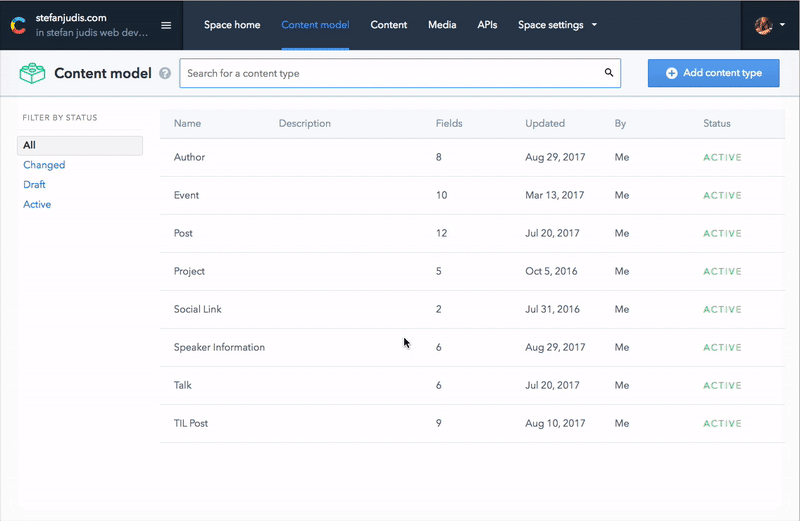 stefanjudis.com
in stefan judis web dev…
Space home
Content model
Content
Media
APIs
Space settings
Content model ?
Search for a content type
Add content type
FILTER BY STATUS
All
Changed
Draft
Active
Name Description Fields Updated By Status
Author 8 Aug 29, 2017 Me ACTIVE
Event 10 Mar 13, 2017 Me ACTIVE
Post 12 Jul 20, 2017 Me ACTIVE
Project 5 Oct 5, 2016 Me ACTIVE
Social Link 2 Jul 31, 2016 Me ACTIVE
Speaker Information 6 Aug 29, 2017 Me ACTIVE
Talk 6 Jul 20, 2017 Me ACTIVE
TIL Post 9 Aug 10, 2017 Me ACTIVE